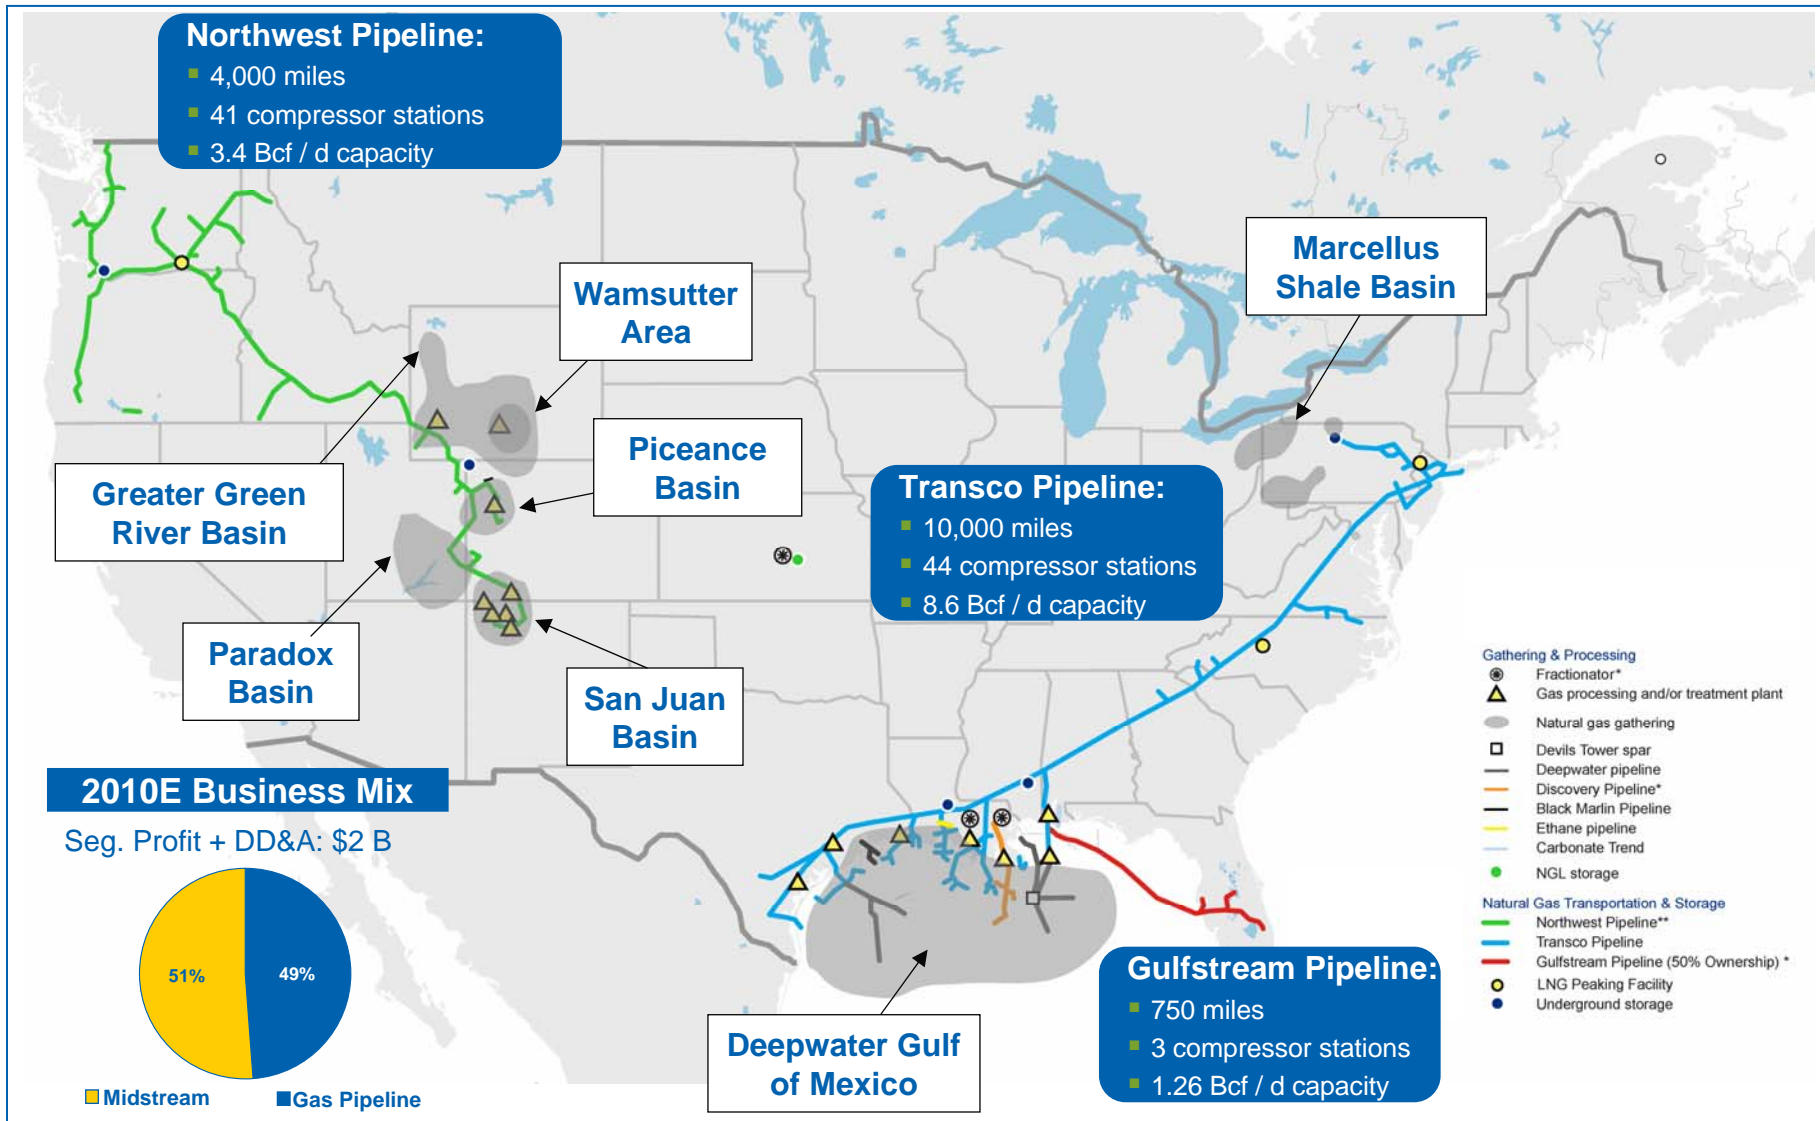 Northwest Pipeline:
▪ 4,000 miles
▪ 41 compressor stations
▪ 3.4 Bcf / d capacity
Marcellus
Shale Basin
Wamsutter
Area
Piceance
Basin
Greater Green
River Basin
Transco Pipeline:
▪ 10,000 miles
▪ 44 compressor stations
▪ 8.6 Bcf / d capacity
Paradox
Basin
San Juan
Basin
Gathering & Processing
Fractionator*
Gas processing and/or treatment plant
Natural gas gathering
Devils Tower spar
Deepwater pipeline
Discovery Pipeline*
Black Marlin Pipeline
Ethane pipeline
Carbonate Trend
NGL storage
Natural Gas Transportation & Storage
Northwest Pipeline**
Transco Pipeline
Gulfstream Pipeline (50% Ownership) *
LNG Peaking Facility
Underground storage
2010E Business Mix
Seg. Profit + DD&A: $2 B
51%
49%
Midstream
Gas Pipeline
Deepwater Gulf
of Mexico
Gulfstream Pipeline:
▪ 750 miles
▪ 3 compressor stations
▪ 1.26 Bcf / d capacity